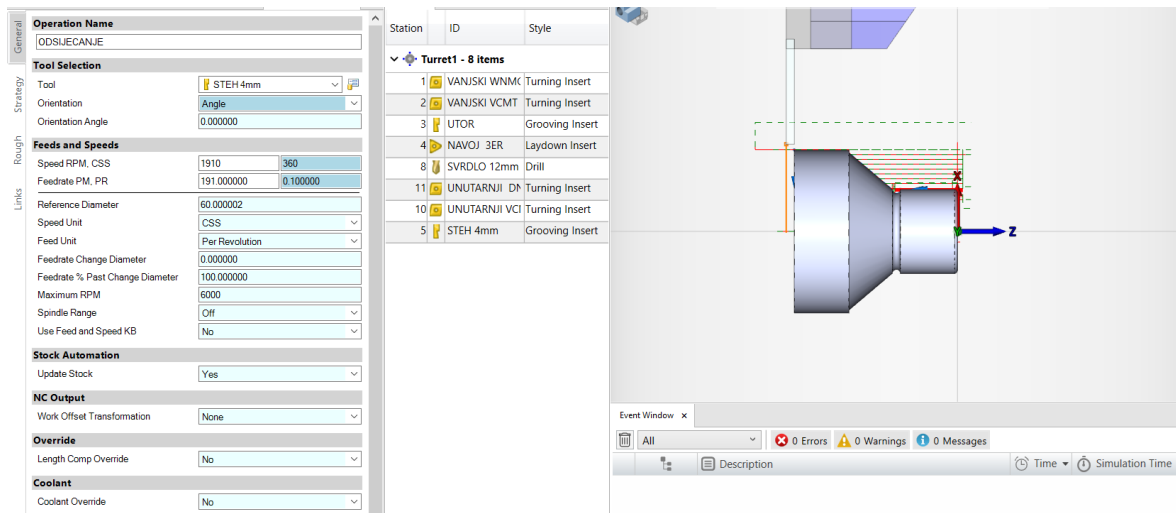 General
Strategy
Rough
Links
Operation Name
ODSIJECANJE
Tool Selection
Tool STEH 4mm
Orientation Angle
Orientation Angle 0.000000
Feeds and Speeds
Speed RPM, CSS 1910 360
Feedrate PM, PR 191.000000 0.100000
Reference Diameter 60.000002
Speed Unit CSS
Feed Unit Per Revolution
Feedrate Change Diameter 0.000000
Feedrate % Past Change Diameter 100.000000
Maximum RPM 6000
Spindle Range Off
Use Feed and Speed KB No
Stock Automation
Update Stock Yes
NC Output
Work Offset Transformation None
Override
Length Comp Override No
Coolant
Coolant Override No
Station ID Style
Turret1 - 8 items
1 VANJSKI WNMC Turning Insert
2 VANJSKI VCMT Turning Insert
3 UTOR Grooving Insert
4 NAVOJ 3ER Laydown Insert
8 SVRDLO 12mm Drill
11 UNUTARNJI DN Turning Insert
10 UNUTARNJI VCI Turning Insert
5 STEH 4mm Grooving Insert
X
Z
Event Window x
All 0 Errors 0 Warnings 0 Messages
Description Time Simulation Time